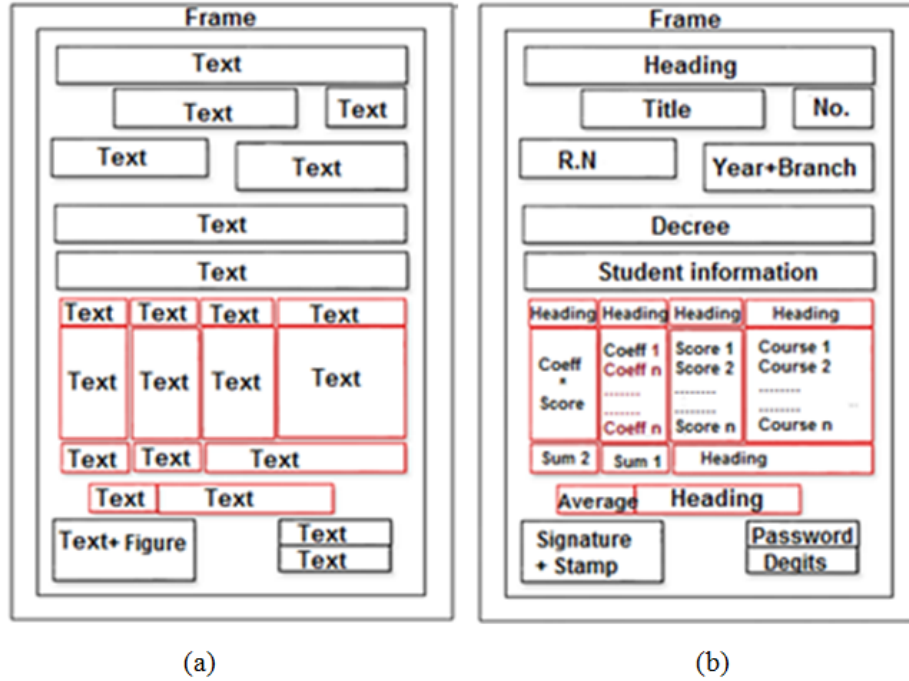 Frame
Text
Text Text
Text Text
Text
Text
Text Text Text Text
Text Text Text Text
Text Text Text
Text Text
Text+ Figure
Text
Text
(a)
Frame
Heading
Title No.
R.N Year+Branch
Decree
Student information
Heading Heading Heading Heading
Coeff
*
Score
Coeff 1
Coeff n
.......
.......
Coeff n
Score 1
Score 2
.......
.......
Score n
Course 1
Course 2
.......
.......
Course n
Sum 2 Sum 1 Heading
Average Heading
Signature
+ Stamp
Password
Degits
(b)